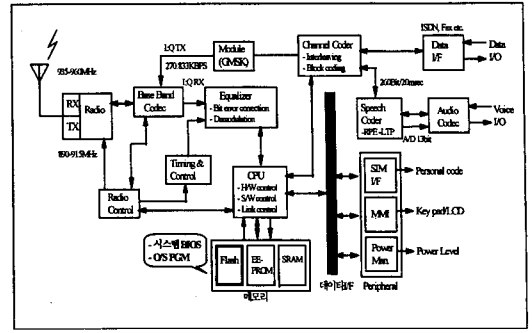 I:Q TX
270.833KBPS
Module
(GMSK)
Channel Coder
- Interleaving
- Block coding
ISDN, Fax etc.
Data
I/F
Data
I/O
935-960MHz
RX
TX
Radio
890-915MHz
Base Band
Codec
I:Q RX
Equalizer
- Bit error correction
- Demodulation
260Bit/20msec
Speech
Coder
-RPE-LTP
A/D 13bit
Audio
Codec
Voice
I/O
Timing &
Control
Radio
Control
CPU
- H/W control
- S/W control
- Link control
SIM
I/F
Personal code
MMI
Key pad/LCD
Power
Man.
Power Level
- 시스템 BIOS
- O/S PGM
Flash
EE-
PROM
SRAM
메모리
데이터I/F
Peripheral